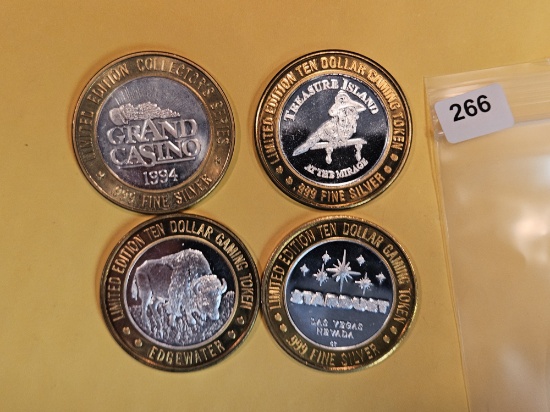 LIMITED EDITION COLLECTOR'S SERIES
GRAND
CASINO
1994
.999 FINE SILVER
LIMITED EDITION TEN DOLLAR GAMING TOKEN
TREASURE ISLAND
AT THE MIRAGE
.999 FINE SILVER
266
LIMITED EDITION TEN DOLLAR GAMING TOKEN
EDGEWATER
LIMITED EDITION TEN DOLLAR GAMING TOKEN
STARDUST
LAS VEGAS
NEVADA
.999 FINE SILVER